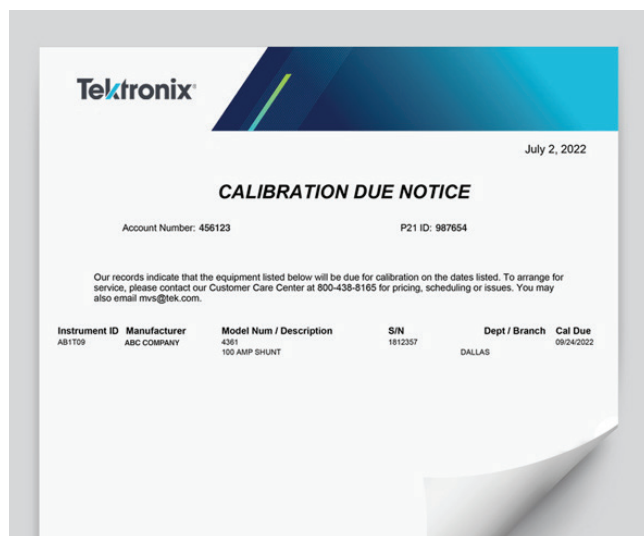 Tektronix®
July 2, 2022
CALIBRATION DUE NOTICE
Account Number: 456123 P21 ID: 987654
Our records indicate that the equipment listed below will be due for calibration on the dates listed. To arrange for
service, please contact our Customer Care Center at 800-438-8165 for pricing, scheduling or issues. You may
also email mvs@tek.com.
Instrument ID Manufacturer Model Num / Description S/N Dept / Branch Cal Due
AB1T09 ABC COMPANY 4361 1812357 09/24/2022
100 AMP SHUNT DALLAS